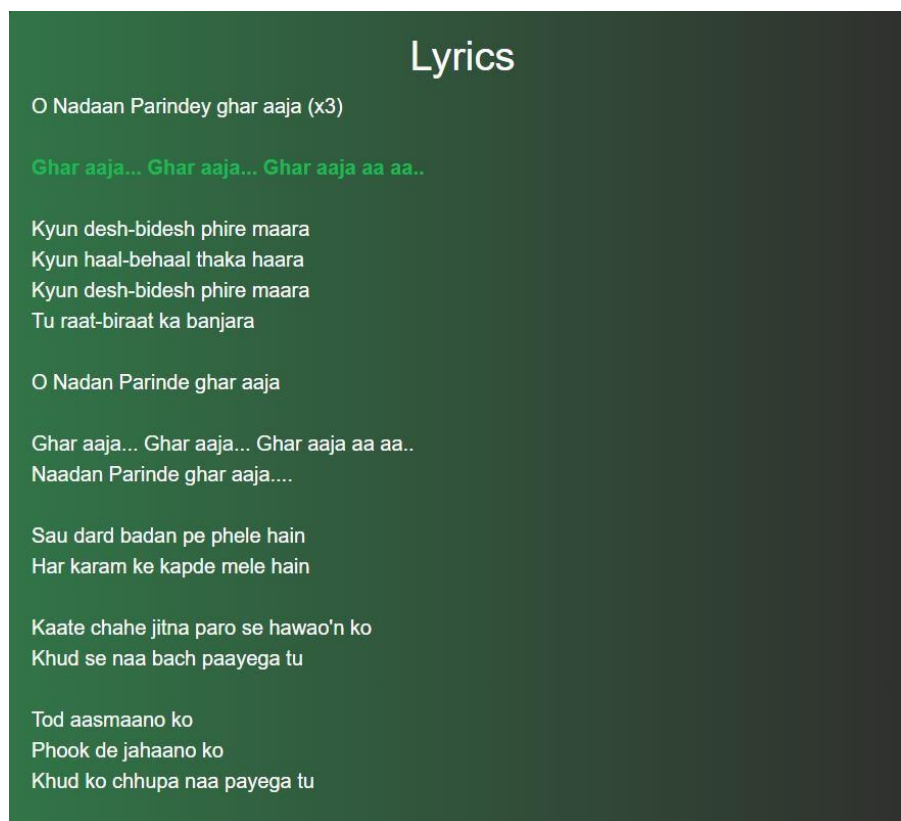 Lyrics
O Nadaan Parindey ghar aaja (x3)
Ghar aaja... Ghar aaja... Ghar aaja aa aa..
Kyun desh-bidesh phire maara
Kyun haal-behaal thaka haara
Kyun desh-bidesh phire maara
Tu raat-biraat ka banjara
O Nadan Parinde ghar aaja
Ghar aaja... Ghar aaja... Ghar aaja aa aa..
Naadan Parinde ghar aaja....
Sau dard badan pe phele hain
Har karam ke kapde mele hain
Kaate chahe jitna paro se hawao'n ko
Khud se naa bach paayega tu
Tod aasmaano ko
Phook de jahaano ko
Khud ko chhupa naa payega tu